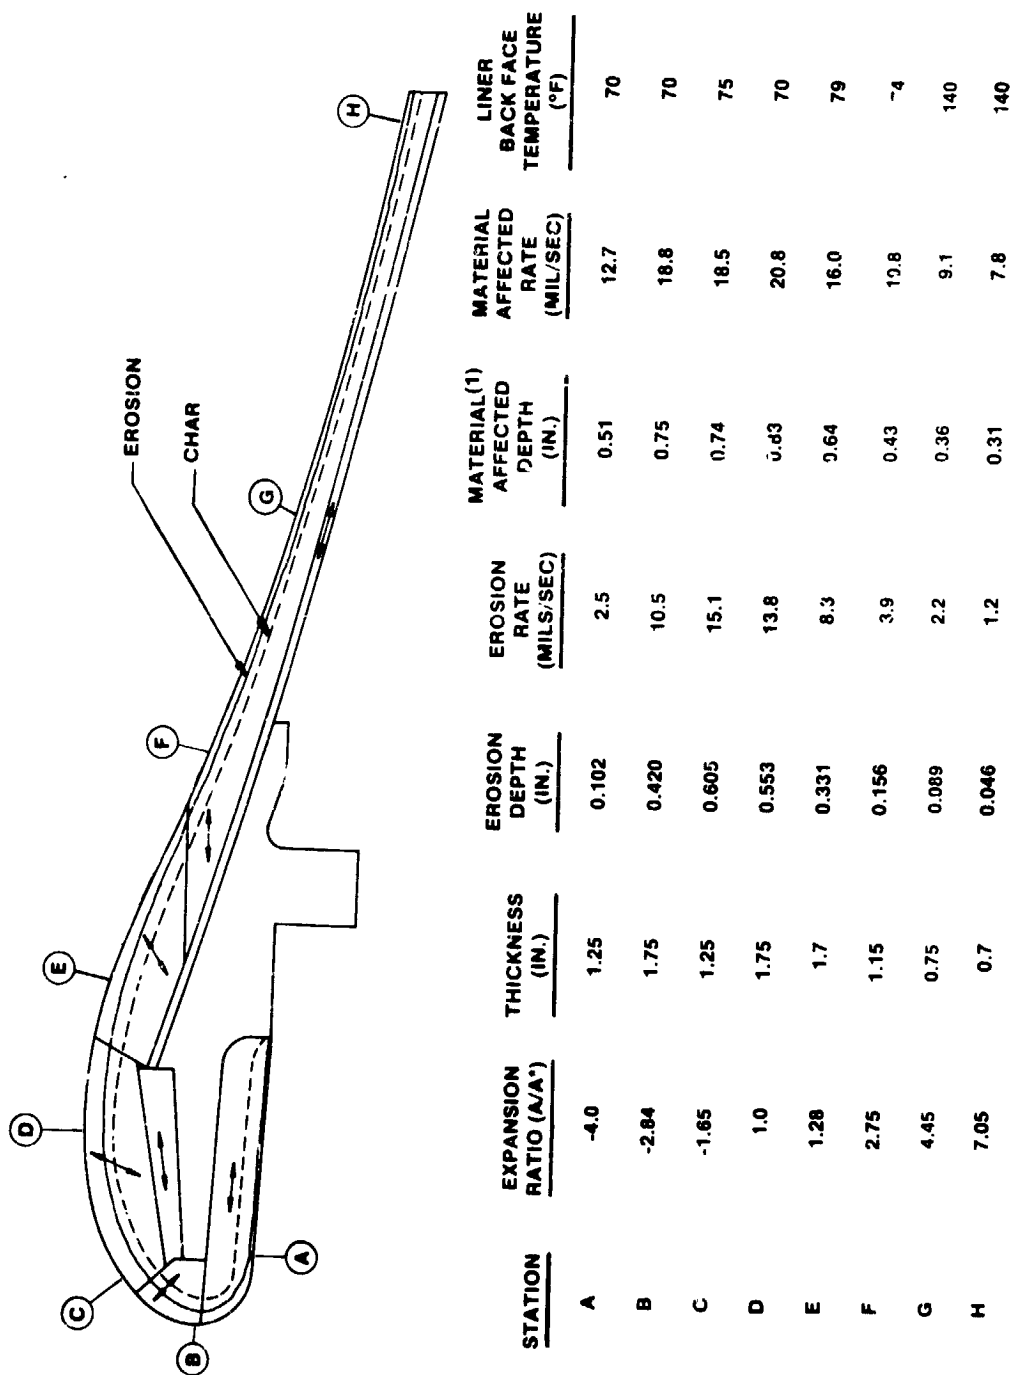 C
D
E
F
G
H
B
A
EROSION
CHAR
STATION EXPANSION RATIO (A/A*) THICKNESS (IN.) EROSION DEPTH (IN.) EROSION RATE (MILS/SEC) MATERIAL(1) AFFECTED DEPTH (IN.) MATERIAL AFFECTED RATE (MIL/SEC) LINER BACK FACE TEMPERATURE (°F)
A -4.0 1.25 0.102 2.5 0.51 12.7 70
B -2.84 1.75 0.420 10.5 0.75 18.8 70
C -1.65 1.25 0.605 15.1 0.74 18.5 75
D 1.0 1.75 0.553 13.8 0.83 20.8 70
E 1.28 1.7 0.331 8.3 0.64 16.0 79
F 2.75 1.15 0.156 3.9 0.43
G 4.45 0.75 0.089 2.2 0.36 9.1 140
H 7.05 0.7 0.046 1.2 0.31 7.8 140